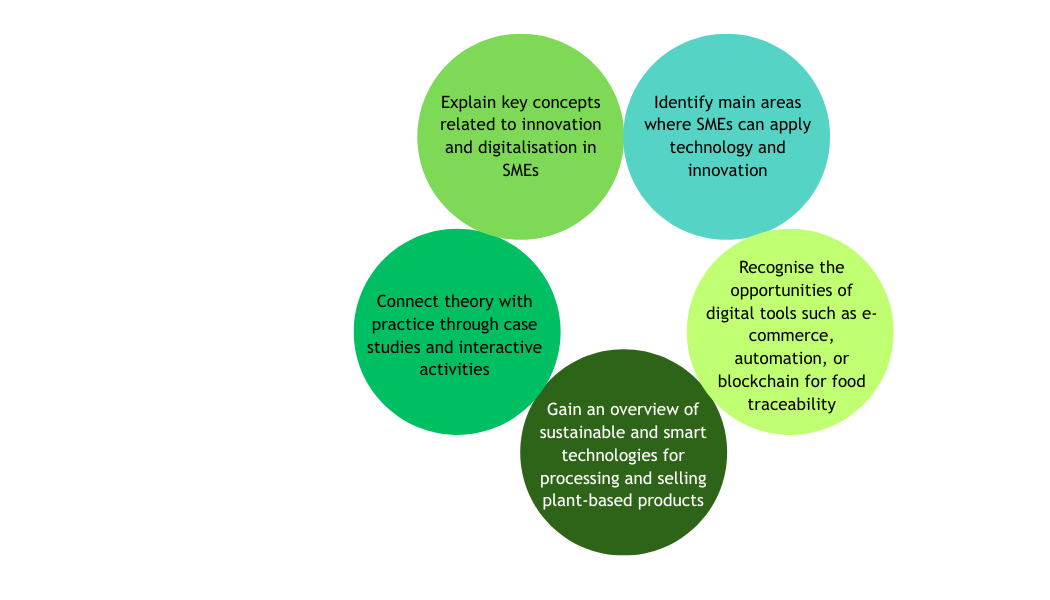 Explain key concepts
related to innovation
and digitalisation in
SMEs
Identify main areas
where SMEs can apply
technology and
innovation
Recognise the
opportunities of
digital tools such as e-
commerce,
automation, or
blockchain for food
traceability
Gain an overview of
sustainable and smart
technologies for
processing and selling
plant-based products
Connect theory with
practice through case
studies and interactive
activities